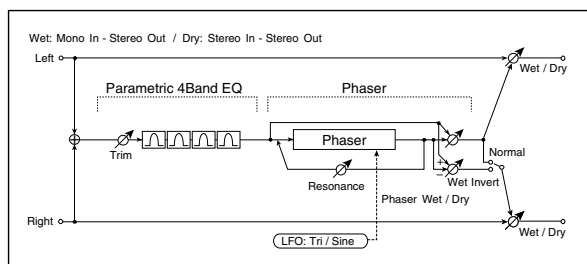 Wet: Mono In - Stereo Out / Dry: Stereo In - Stereo Out
Left
Wet / Dry
Parametric 4Band EQ
Phaser
Trim
Phaser
Normal
+
−
Resonance
Wet Invert
Phaser Wet / Dry
Right
LFO: Tri / Sine
Wet / Dry